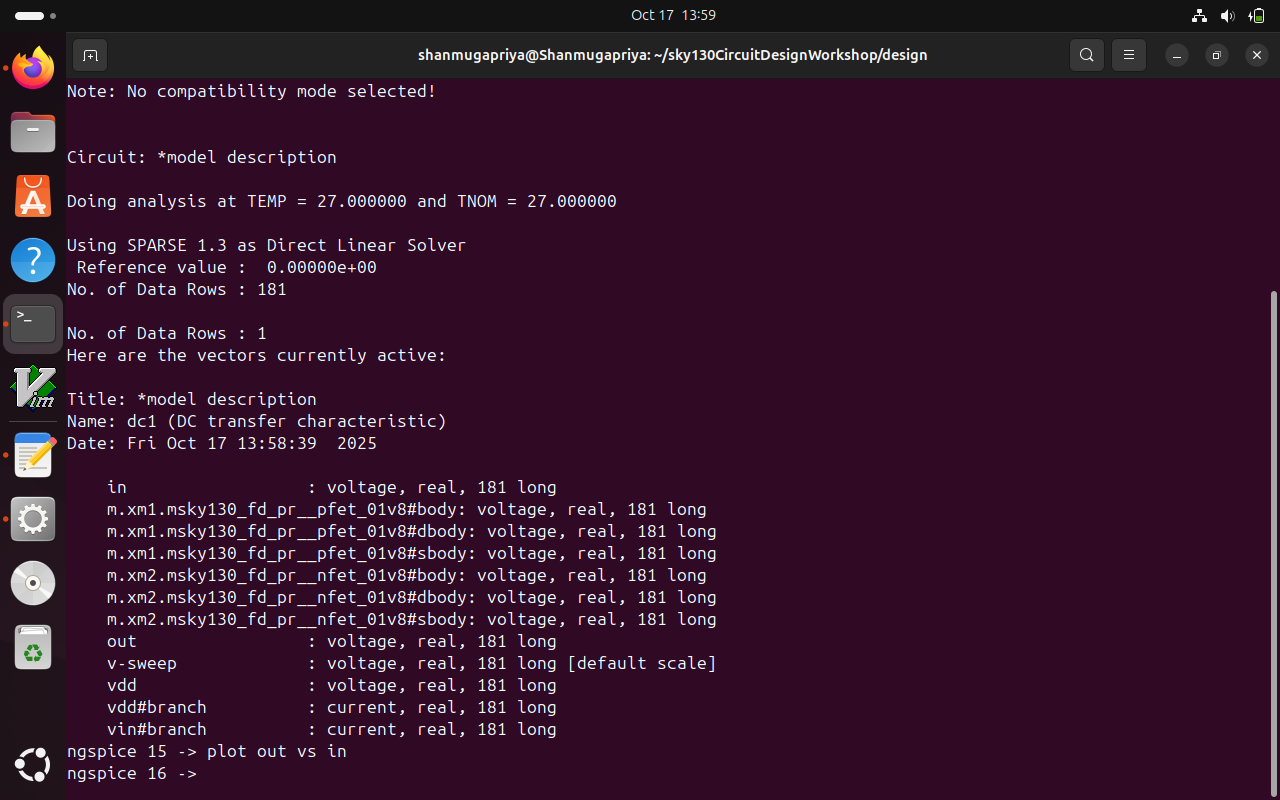 Oct 17 13:59
shanmugapriya@Shanmugapriya: ~/sky130CircuitDesignWorkshop/design
Note: No compatibility mode selected!
Circuit: *model description
Doing analysis at TEMP = 27.000000 and TNOM = 27.000000
Using SPARSE 1.3 as Direct Linear Solver
Reference value :  0.00000e+00
No. of Data Rows : 181
No. of Data Rows : 1
Here are the vectors currently active:
Title: *model description
Name: dc1 (DC transfer characteristic)
Date: Fri Oct 17 13:58:39  2025
in                  : voltage, real, 181 long
m.xm1.msky130_fd_pr__pfet_01v8#body: voltage, real, 181 long
m.xm1.msky130_fd_pr__pfet_01v8#dbody: voltage, real, 181 long
m.xm1.msky130_fd_pr__pfet_01v8#sbody: voltage, real, 181 long
m.xm2.msky130_fd_pr__nfet_01v8#body: voltage, real, 181 long
m.xm2.msky130_fd_pr__nfet_01v8#dbody: voltage, real, 181 long
m.xm2.msky130_fd_pr__nfet_01v8#sbody: voltage, real, 181 long
out                 : voltage, real, 181 long
v-sweep             : voltage, real, 181 long [default scale]
vdd                 : voltage, real, 181 long
vdd#branch          : current, real, 181 long
vin#branch          : current, real, 181 long
ngspice 15 -> plot out vs in
ngspice 16 ->